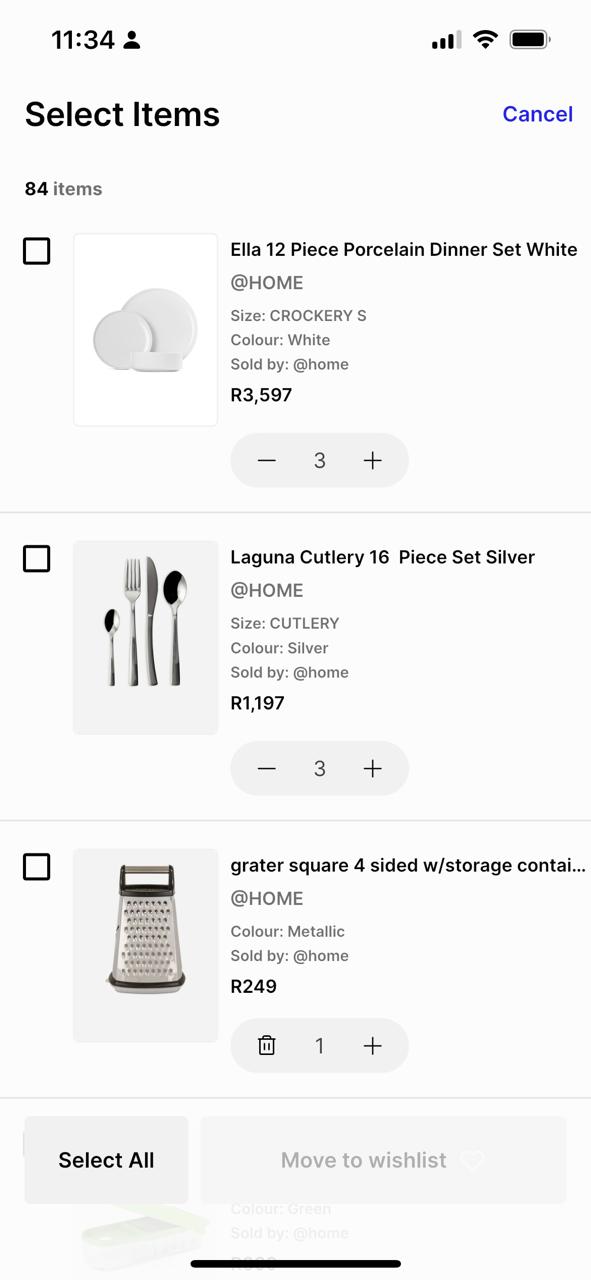 11:34
Select Items
Cancel
84 items
Ella 12 Piece Porcelain Dinner Set White
@HOME
Size: CROCKERY S
Colour: White
Sold by: @home
R3,597
3
Laguna Cutlery 16  Piece Set Silver
@HOME
Size: CUTLERY
Colour: Silver
Sold by: @home
R1,197
3
grater square 4 sided w/storage contai...
@HOME
Colour: Metallic
Sold by: @home
R249
1
Select All
Move to wishlist
Colour: Green
Sold by: @home